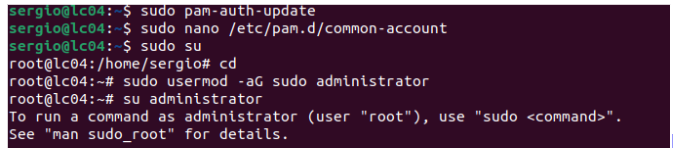 sergio@lc04:~$ sudo pam-auth-update
sergio@lc04:~$ sudo nano /etc/pam.d/common-account
sergio@lc04:~$ sudo su
root@lc04:/home/sergio# cd
root@lc04:~# sudo usermod -aG sudo administrator
root@lc04:~# su administrator
To run a command as administrator (user "root"), use "sudo <command>".
See "man sudo_root" for details.